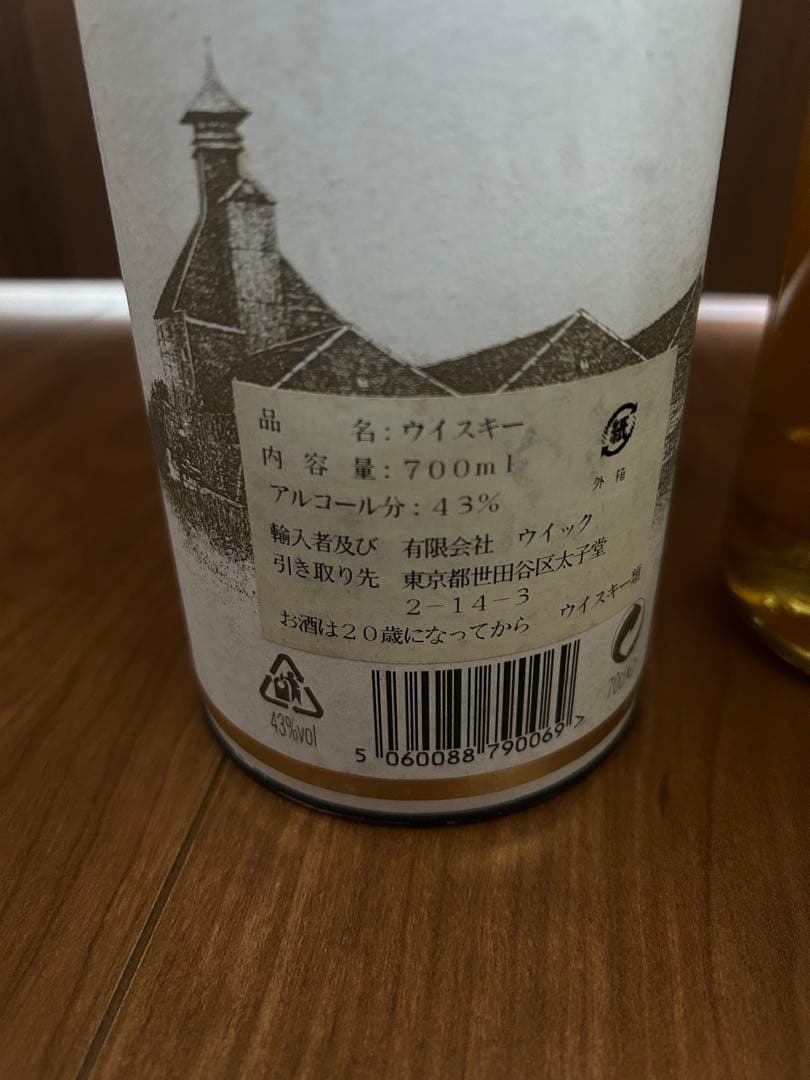 品名：ウイスキー
内容量：７００ｍｌ
紙
外箱
アルコール分：４３％
輸入者及び 有限会社 ウイック
引き取り先 東京都世田谷区太子堂
２－１４－３
お酒は２０歳になってから ウイスキー類
43%vol
5 060088 790069 >